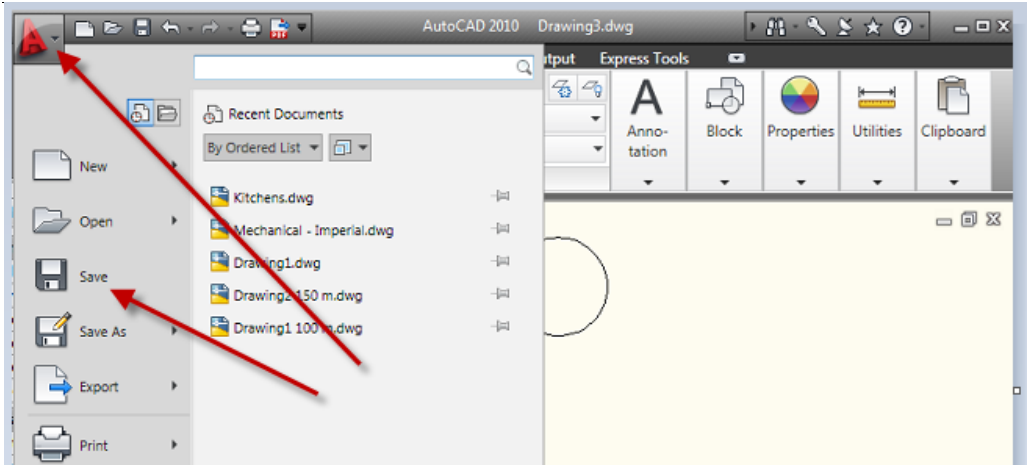 AutoCAD 2010 Drawing3.dwg
tput Express Tools
Recent Documents
By Ordered List
Kitchens.dwg
Mechanical - Imperial.dwg
Drawing1.dwg
Drawing2 150 m.dwg
Drawing1 100 m.dwg
New
Open
Save
Save As
Export
Print
A
Anno-
tation
Block
Properties
Utilities
Clipboard